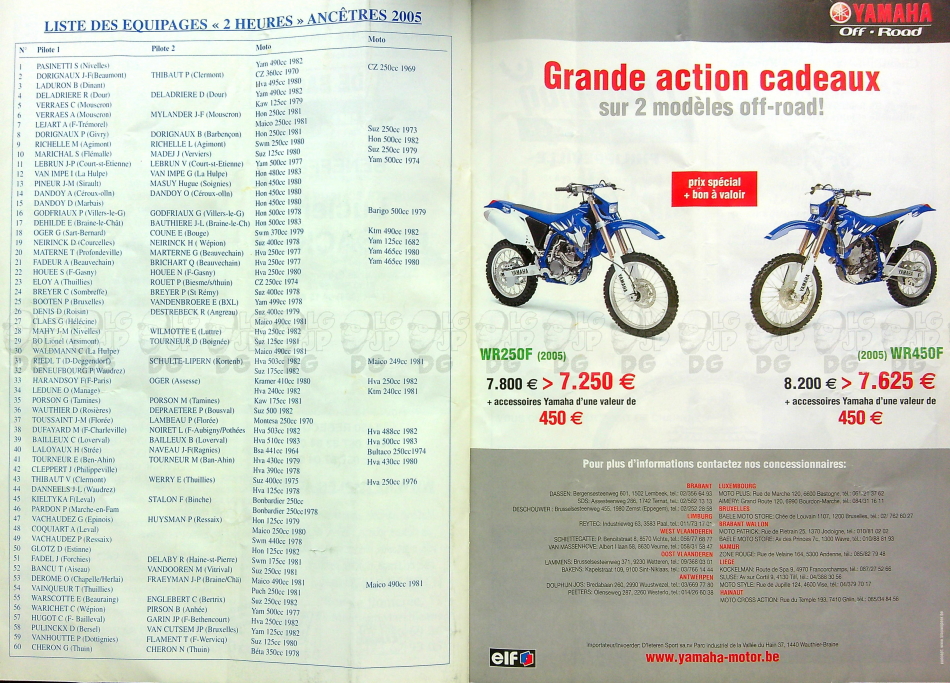 LISTE DES EQUIPAGES « 2 HEURES » ANCÊTRES 2005
N° Pilote 1 Pilote 2 Moto Moto
1 PASINETTI S (Nivelles) Yam 490cc 1982 CZ 250cc 1969
2 DORIGNAUX J-F(Beaumont) THIBAUT P (Clermont) CZ 360cc 1970
3 LADURON B (Dinant) Hva 495cc 1980
4 DELADRIERE R (Dour) DELADRIERE D (Dour) Yam 490cc 1982
5 VERRAES C (Mouscron) Kaw 125cc 1979
6 VERRAES A (Mouscron) MYLANDER J-F (Mouscron) Hon 250cc 1981
7 LEJART A (F-Trémorel) Maico 250cc 1981
8 DORIGNAUX P (Givry) DORIGNAUX B (Barbençon) Hon 250cc 1981 Suz 250cc 1973
9 RICHELLE M (Agimont) RICHELLE L (Agimont) Swm 250cc 1980 Hon 500cc 1982
10 MARICHAL S (Flémalle) MADEJ J (Verviers) Suz 125cc 1980 Suz 250cc 1979
11 LEBRUN J-P (Court-st-Etienne) LEBRUN V (Court-st-Etienne) Yam 500cc 1977 Yam 500cc 1974
12 VAN IMPE I (La Hulpe) VAN IMPE G (La Hulpe) Hon 480cc 1983
13 PINEUR J-M (Sirault) MASUY Hugue (Soignies) Hon 450cc 1980
14 DANDOY A (Céroux-olln) DANDOY O (Céroux-olln) Hon 450cc 1980
15 DANDOY D (Marbais) Hon 450cc 1981
16 GODFRIAUX P (Villers-le-G) GODFRIAUX G (Villers-le-G) Hon 500cc 1978 Barigo 500cc 1979
17 DEHILDE E (Braine-le-Cht) BAUTHIERE J-L (Braine-le-Ch) Hon 500cc 1983
18 OGER G (Sart-Bernard) COUNE E (Bouge) Swm 370cc 1979 Ktm 490cc 1982
19 NEIRINCK D (Courcelles) NEIRINCK H (Wépion) Suz 400cc 1978 Yam 125cc 1682
20 MATERNE T (Profondeville) MARTERNE G (Beauvechain) Hva 250cc 1977 Yam 465cc 1980
21 FADEUR A (Beauvechain) BRICHART Q (Beauvechain) Hva 250cc 1977 Yam 465cc 1980
22 HOUEE S (F-Gasny) HOUEE N (F-Gasny) Hva 250cc 1980
23 ELOY A (Thuillies) ROUET P (Biesme/s/thuin) CZ 250cc 1974
24 BREYER C (Sombreffe) BREYER P (St Rémy) Suz 400cc 1978
25 BOOTEN P (Bruxelles) VANDENBROERE E (BXL) Yam 499cc 1978
26 DENIS D (Roisin) DESTREBECK R (Angreau) Suz 400cc 1979
27 CLAES G (Hélécine) Maico 490cc 1981
28 MAHY J-M (Nivelles) WILMOTTE E (Luttre) Hva 250cc 1982
29 BO Lionel (Arsimont) TOURNEUR D (Boignée) Suz 125cc 1981
30 WALDMANN C (La Hulpe) Maico 490cc 1981
31 RIEDL T (D-Deggendorf) SCHULTE-LIPERN (Kortenb) Hva 503cc 1982 Maico 249cc 1981
32 DENEUFBOURG P(Waudrez) Suz 175cc 1982
33 HARANDSOY F(F-Paris) OGER (Assesse) Kramer 410cc 1980 Hva 250cc 1982
34 LEDUNE O (Manage) Hva 240cc 1982 Ktm 240cc 1981
35 PORSON G (Tamines) PORSON M (Tamines) Kaw 175cc 1981
36 WAUTHIER D (Rosières) DEPRAETERE P (Bousval) Suz 500 1982
37 TOUSSAINT J-M (Florée) LAMBEAU P (Florée) Montesa 250cc 1970
38 DUFAYARD M (F-Charleville) NOIRET L (F-Aubigny/Pothées Hva 503cc 1982 Hva 488cc 1982
39 BAILLEUX C (Loverval) BAILLEUX B (Loverval) Hva 510cc 1983 Hva 500cc 1983
40 LALOYAUX H (Strée) NAVEAU J-F(Ragnies) Bsa 441cc 1964 Bultaco 250cc1974
41 TOURNEUR E (Ben-Ahin) TOURNEUR M (Ban-Ahin) Hva 430cc 1979 Hva 430cc 1980
42 CLEPPERT J (Philippeville) Hva 390cc 1978
43 THIBAUT V (Clermont) WERRY E (Thuillies) Suz 400cc 1975 Hva 250cc 1976
44 DANNEELS J-L (Waudrez) Hva 125cc 1978
45 KIELTYKA F(Leval) STALON F (Binche) Bonbardier 250cc
46 PARDON P (Marche-en-Fam Bonbardier 250cc
47 VACHAUDEZ G (Epinois) HUYSMAN P (Ressaix) Hon 125cc 1979
48 COQUIART A (Leval) Maico 250cc 1980
49 VACHAUDEZ P (Ressaix) Swm 440cc 1978
50 GLOTZ D (Estinne) Hon 125cc 1982
51 FADEL J (Forchies) DELABY R (Haine-st-Pierre) Swm 175cc 1981
52 BANCU T (Aiseau) VANDOOREN M (Vitrival) Suz 250cc 1981
53 DEROME O (Chapelle/Herlai) FRAEYMAN J-P (Braine/Châ) Maico 490cc 1981 Maico 490cc 1981
54 VAINQUEUR T (Thuillies) Puch 250cc 1981
55 WARSCOTTE E (Beauraing) ENGLEBERT C (Bertrix) Suz 250cc 1982
56 WARICHET C (Wépion) PIRSON B (Anhée) Yam 500cc 1977
57 HUGOT C (F- Bailleval) GARIN JP (F-Bethencourt) Hva 250cc 1982
58 PULINCKX D (Bersel) VAN CUTSEM JP (Bruxelles) Yam 125cc 1982
59 VANHOUTTE P (Dottignies) FLAMENT T (F-Wervicq) Suz 125cc 1980
60 CHERON G (Thuin) CHERON N (Thuin) Béta 350cc 1978
YAMAHA
Off · Road
Grande action cadeaux
sur 2 modèles off-road!
prix spécial
+ bon à valoir
WR250F (2005)
7.800 € > 7.250 €
+ accessoires Yamaha d'une valeur de
450 €
(2005) WR450F
8.200 € > 7.625 €
+ accessoires Yamaha d'une valeur de
450 €
Pour plus d'informations contactez nos concessionnaires:
BRABANT
LIMBURG
WEST VLAANDEREN
OOST VLAANDEREN
ANTWERPEN
LUXEMBOURG
BRUXELLES
BRABANT WALLON
NAMUR
LIEGE
HAINAUT
elf
Importateur/Invoerder: D'Ieteren Sport sa nv Parc Industriel de la Vallée du Hain 37, 1440 Wauthier-Braine
www.yamaha-motor.be